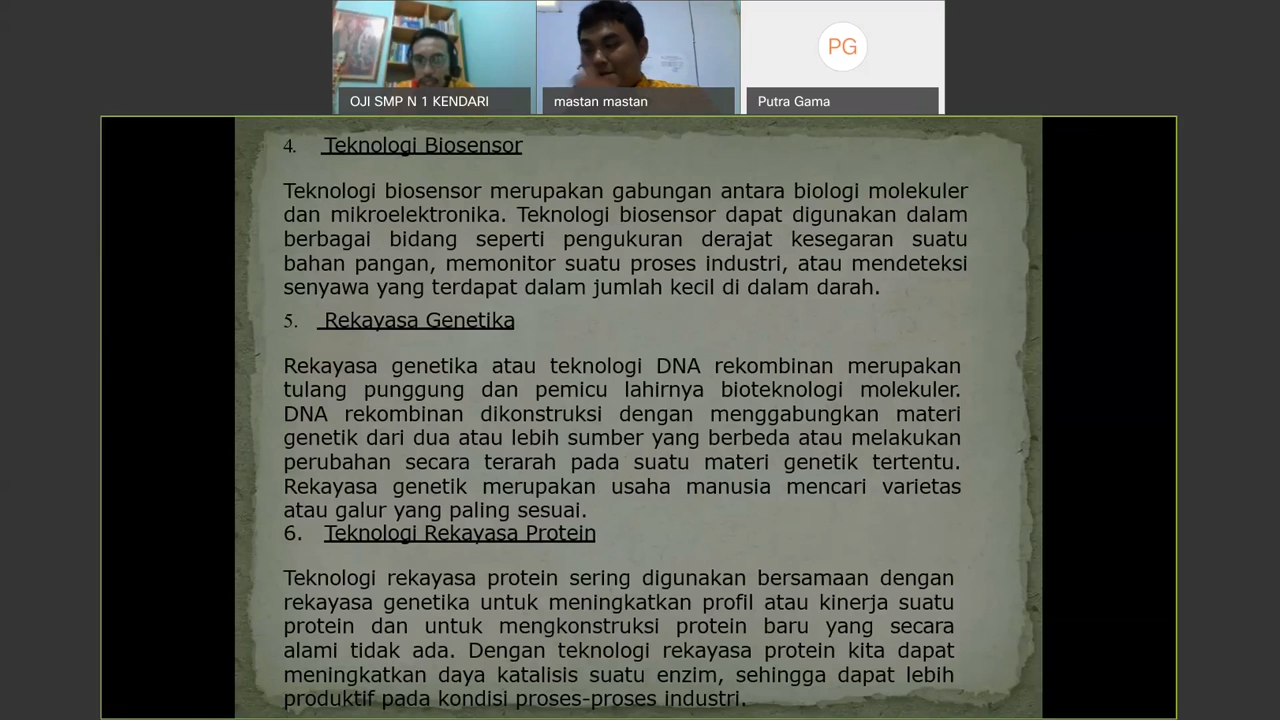 PG
OJI SMP N 1 KENDARI
mastan mastan
Putra Gama
4. Teknologi Biosensor
Teknologi biosensor merupakan gabungan antara biologi molekuler
dan mikroelektronika. Teknologi biosensor dapat digunakan dalam
berbagai bidang seperti pengukuran derajat kesegaran suatu
bahan pangan, memonitor suatu proses industri, atau mendeteksi
senyawa yang terdapat dalam jumlah kecil di dalam darah.
5. Rekayasa Genetika
Rekayasa genetika atau teknologi DNA rekombinan merupakan
tulang punggung dan pemicu lahirnya bioteknologi molekuler.
DNA rekombinan dikonstruksi dengan menggabungkan materi
genetik dari dua atau lebih sumber yang berbeda atau melakukan
perubahan secara terarah pada suatu materi genetik tertentu.
Rekayasa genetik merupakan usaha manusia mencari varietas
atau galur yang paling sesuai.
6. Teknologi Rekayasa Protein
Teknologi rekayasa protein sering digunakan bersamaan dengan
rekayasa genetika untuk meningkatkan profil atau kinerja suatu
protein dan untuk mengkonstruksi protein baru yang secara
alami tidak ada. Dengan teknologi rekayasa protein kita dapat
meningkatkan daya katalisis suatu enzim, sehingga dapat lebih
produktif pada kondisi proses-proses industri.